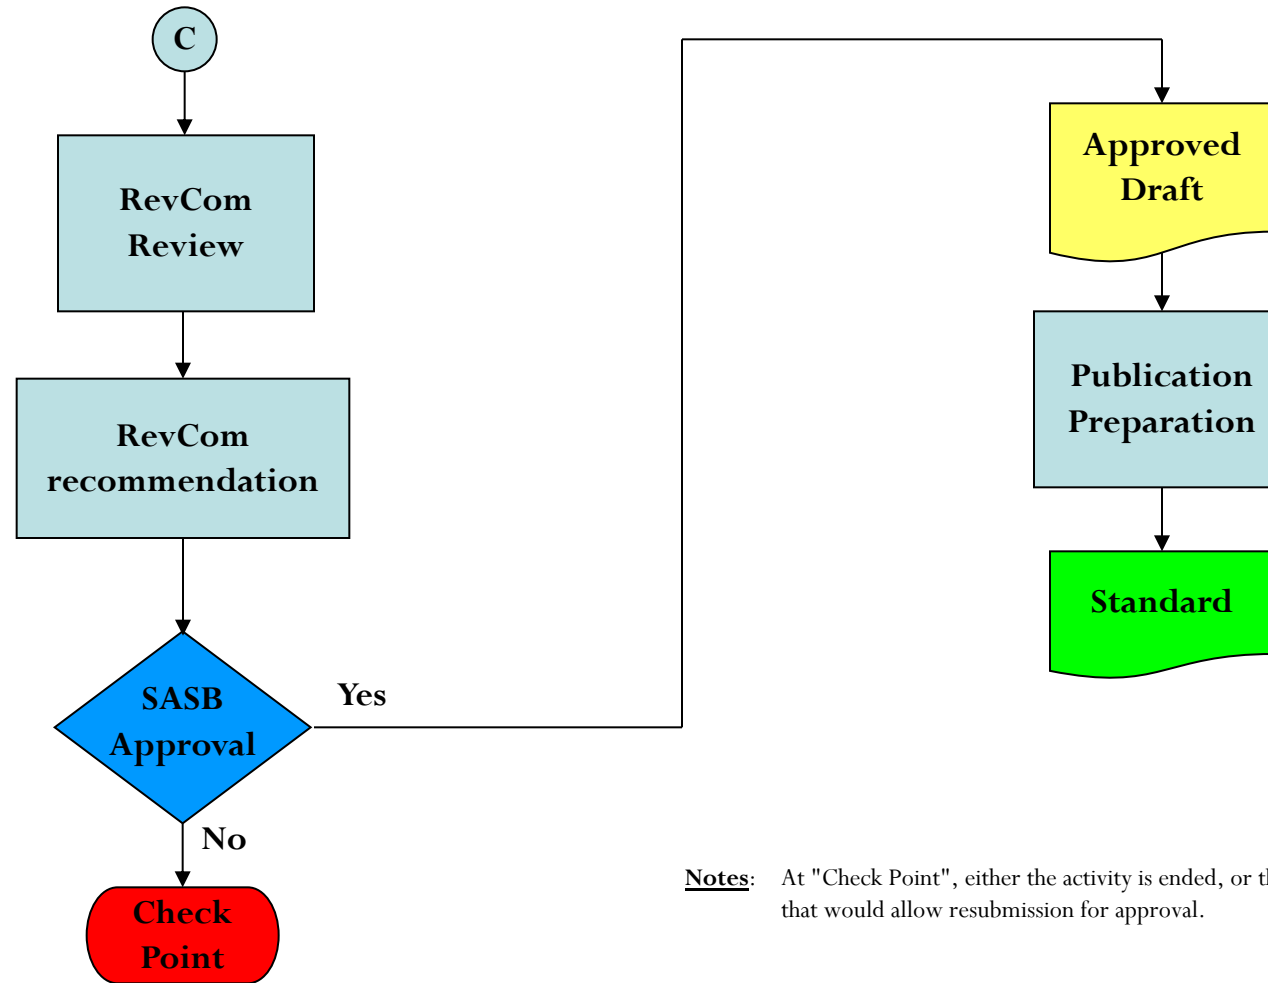 C
RevCom
Review
RevCom
recommendation
SASB
Approval
Yes
No
Check
Point
Approved
Draft
Publication
Preparation
Standard
Notes: At "Check Point", either the activity is ended, or
that would allow resubmission for approval.